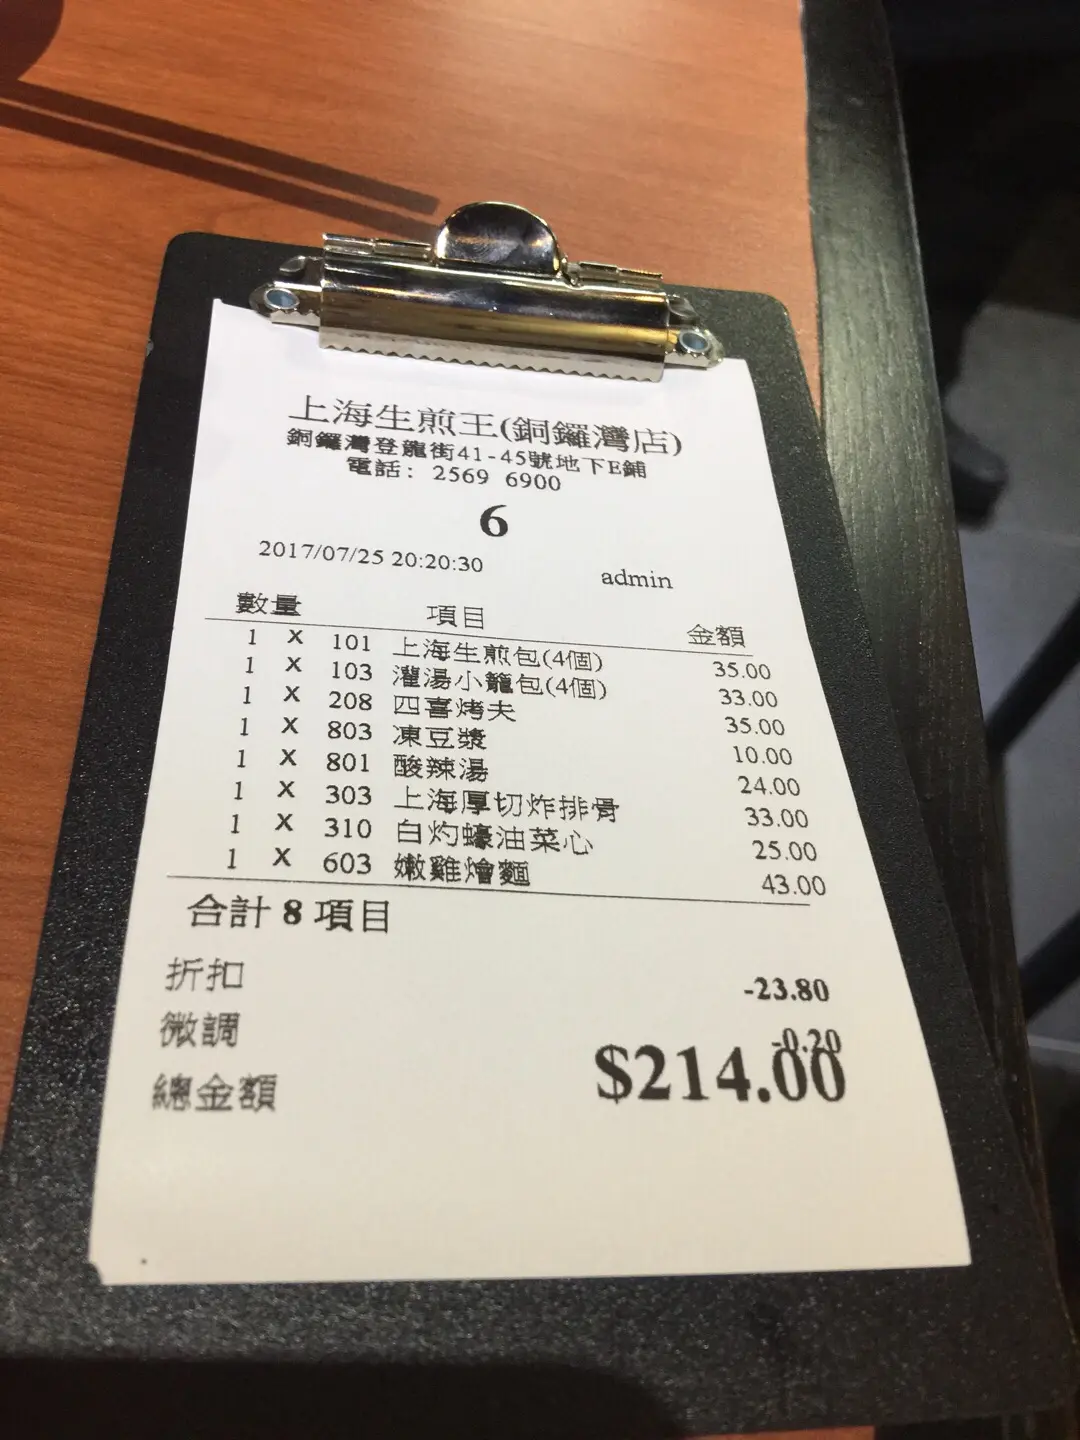 上海生煎王(銅鑼灣店)
銅鑼灣登龍街41-45號地下E鋪
電話: 2569 6900
6
2017/07/25 20:20:30 admin
數量 項目 金額
1 X 101 上海生煎包(4個) 35.00
1 X 103 灌湯小籠包(4個) 33.00
1 X 208 四喜烤夫 35.00
1 X 803 凍豆漿 10.00
1 X 801 酸辣湯 24.00
1 X 303 上海厚切炸排骨 33.00
1 X 310 白灼蠔油菜心 25.00
1 X 603 嫩雞燴麵 43.00
合計 8 項目
折扣 -23.80
微調 -0.20
總金額 $214.00